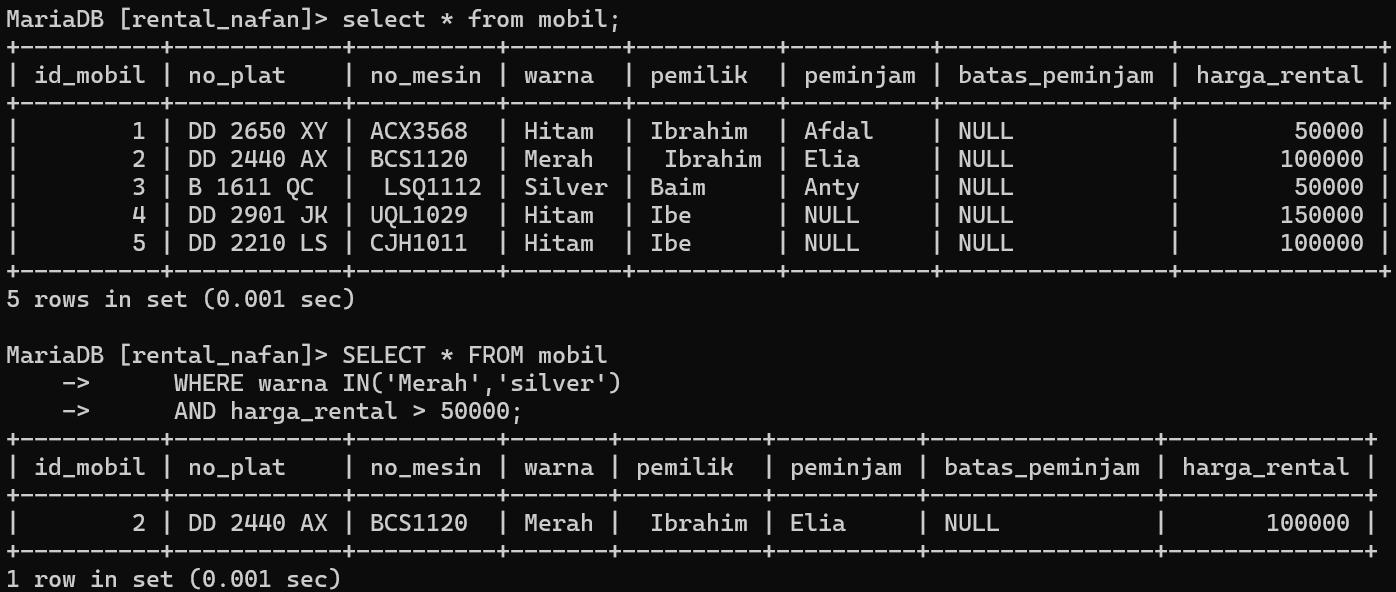 MariaDB [rental_nafan]> select * from mobil;
+----------+------------+----------+--------+----------+----------+----------------+--------------+
| id_mobil | no_plat    | no_mesin | warna  | pemilik  | peminjam | batas_peminjam | harga_rental |
+----------+------------+----------+--------+----------+----------+----------------+--------------+
|        1 | DD 2650 XY | ACX3568  | Hitam  | Ibrahim  | Afdal    | NULL           |        50000 |
|        2 | DD 2440 AX | BCS1120  | Merah  |  Ibrahim | Elia     | NULL           |       100000 |
|        3 | B 1611 QC  |  LSQ1112 | Silver | Baim     | Anty     | NULL           |        50000 |
|        4 | DD 2901 JK | UQL1029  | Hitam  | Ibe      | NULL     | NULL           |       150000 |
|        5 | DD 2210 LS | CJH1011  | Hitam  | Ibe      | NULL     | NULL           |       100000 |
+----------+------------+----------+--------+----------+----------+----------------+--------------+
5 rows in set (0.001 sec)

MariaDB [rental_nafan]> SELECT * FROM mobil
    ->      WHERE warna IN('Merah','silver')
    ->      AND harga_rental > 50000;
+----------+------------+----------+-------+----------+----------+----------------+--------------+
| id_mobil | no_plat    | no_mesin | warna | pemilik  | peminjam | batas_peminjam | harga_rental |
+----------+------------+----------+-------+----------+----------+----------------+--------------+
|        2 | DD 2440 AX | BCS1120  | Merah |  Ibrahim | Elia     | NULL           |       100000 |
+----------+------------+----------+-------+----------+----------+----------------+--------------+
1 row in set (0.001 sec)